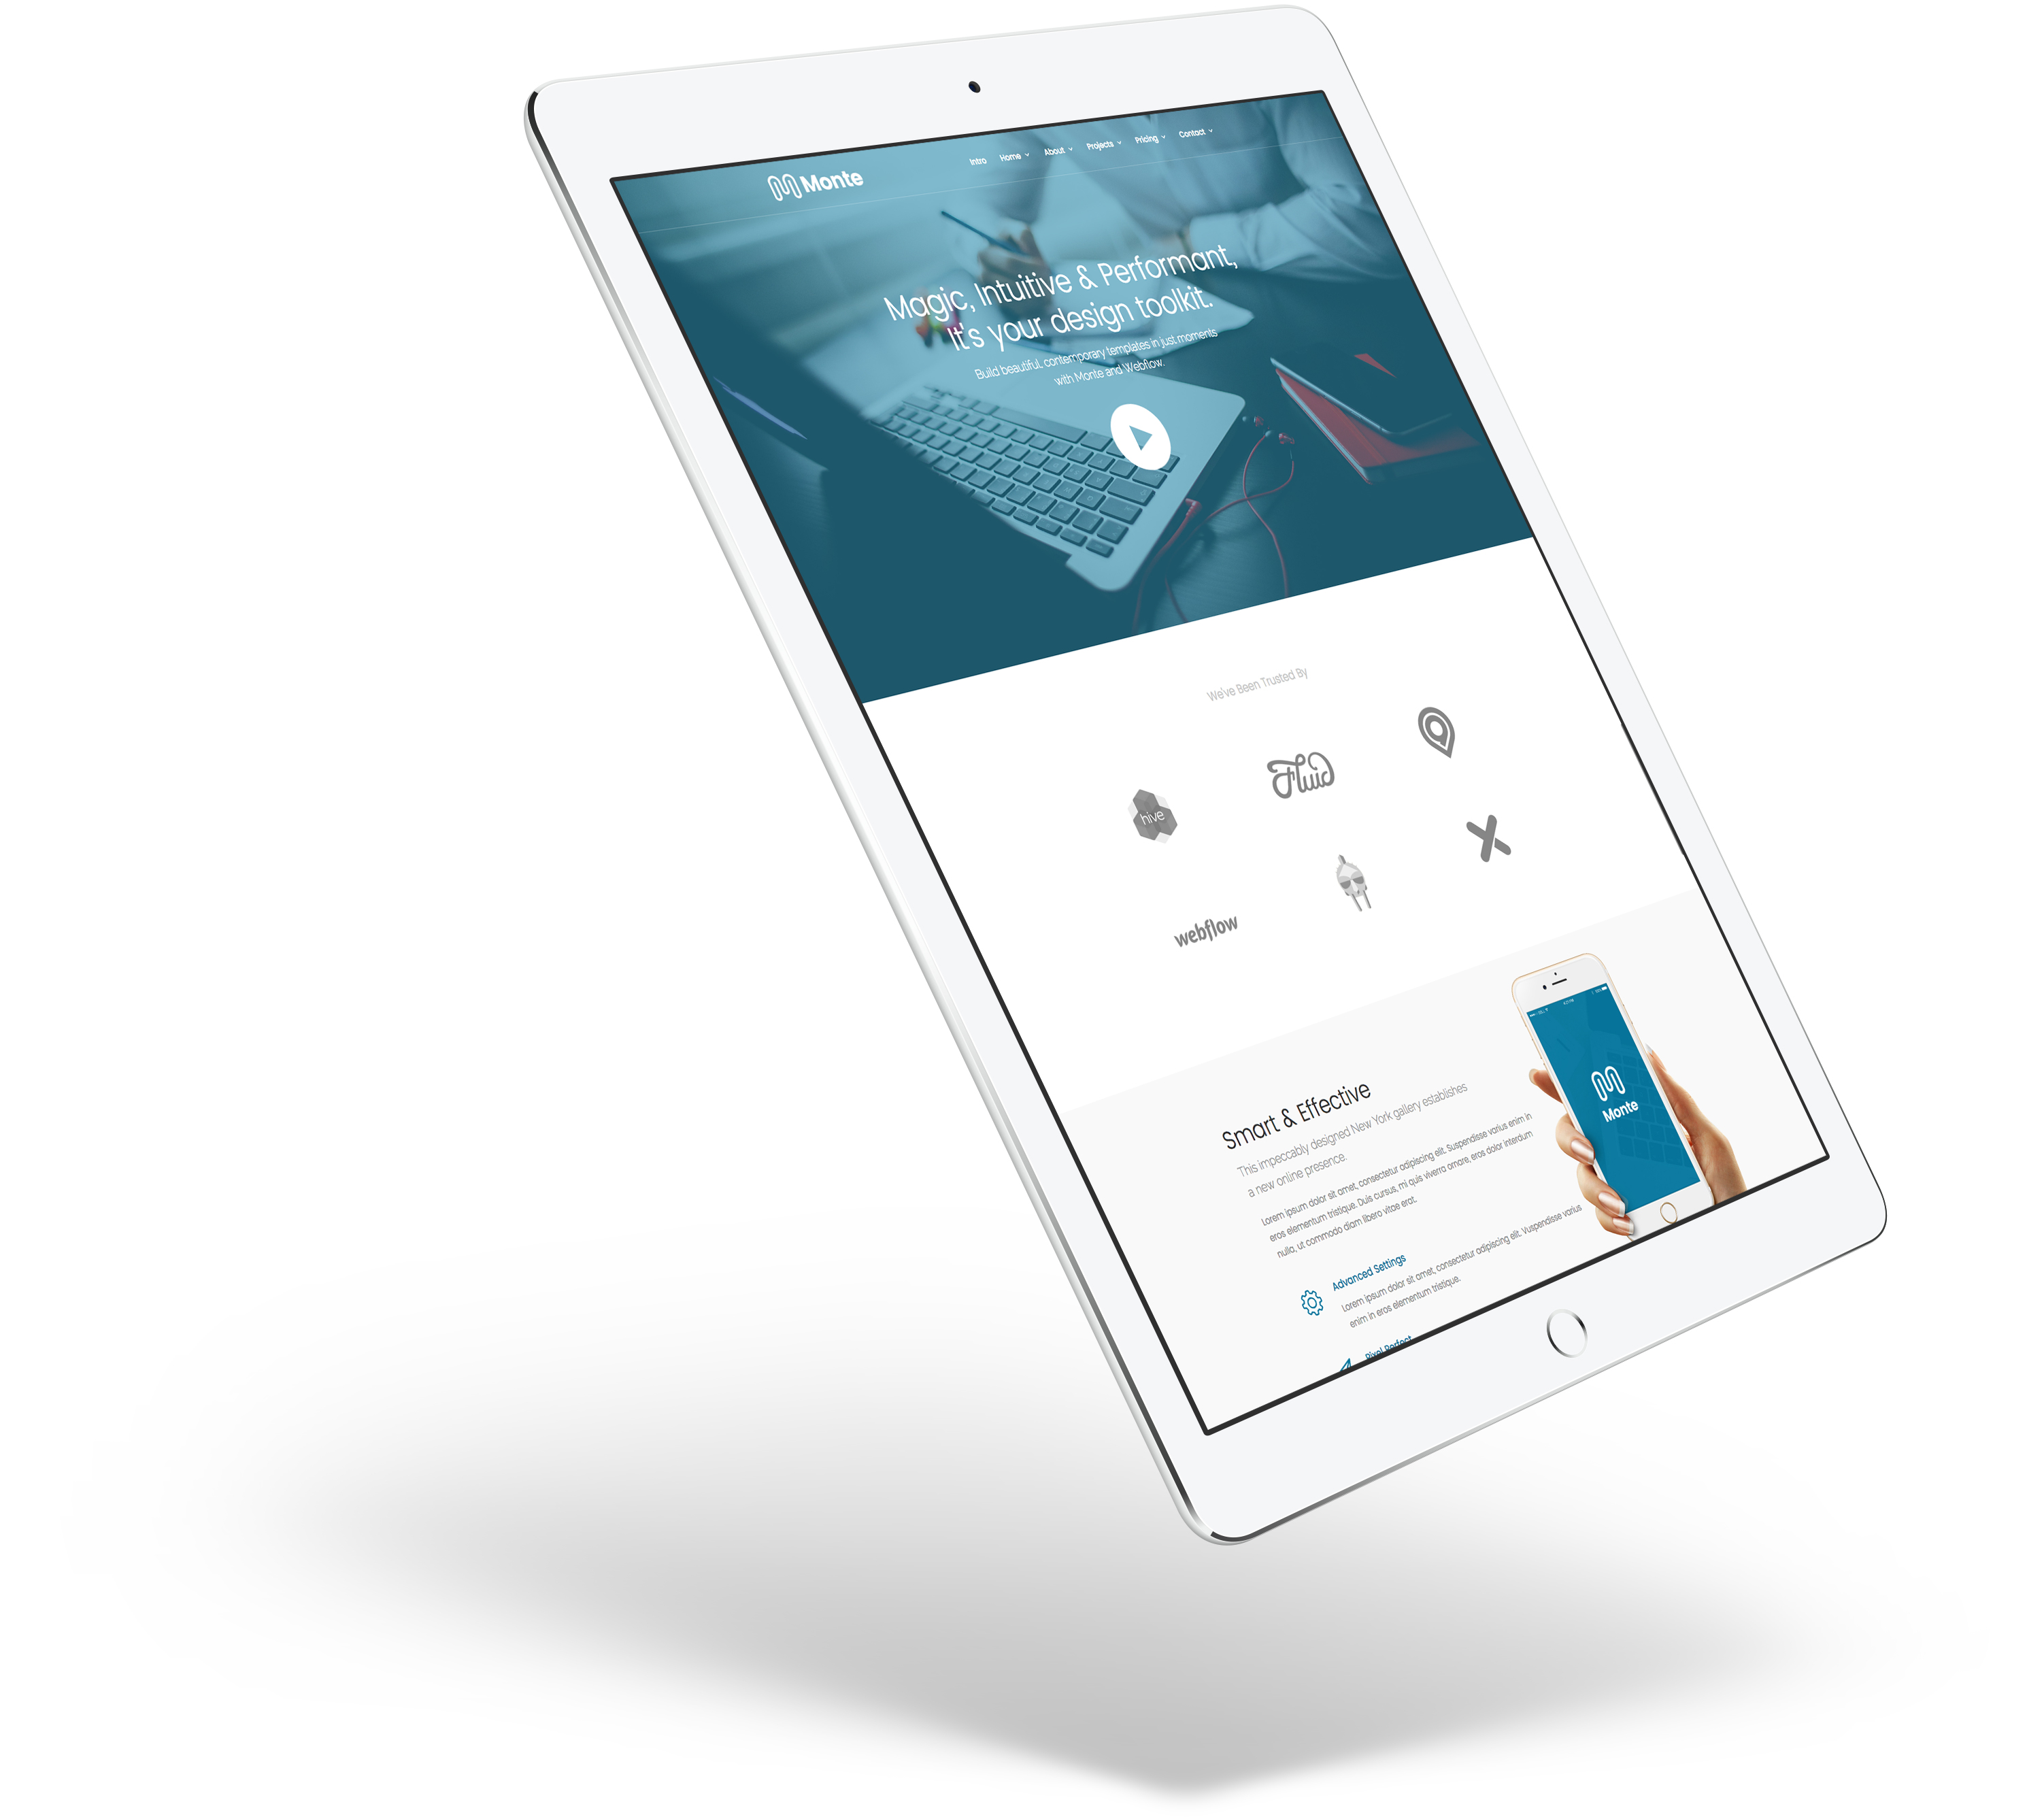 Monte
Intro Home About Projects Pricing Contact
Magic, Intuitive & Performant,
It's your design toolkit.
Build beautiful, contemporary templates in just moments
with Monte and Webflow.
We've Been Trusted By
hive
Fluid
webflow
Monte
Smart & Effective
This impeccably designed New York gallery establishes
a new online presence.
Lorem ipsum dolor sit amet, consectetur adipiscing elit. Suspendisse varius enim in
eros elementum tristique. Duis cursus, mi quis viverra ornare, eros dolor interdum
nulla, ut commodo diam libero vitae erat.
Advanced Settings
Lorem ipsum dolor sit amet, consectetur adipiscing elit. Vuspendisse varius
enim in eros elementum tristique.
Pixel Perfect